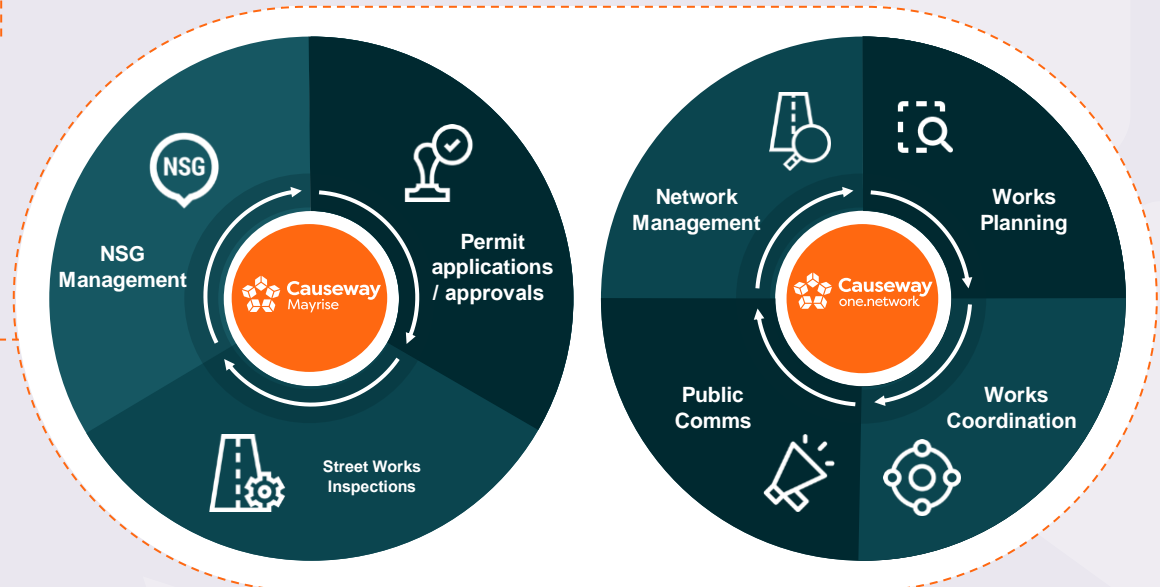 NSG
NSG
Management
Permit
applications
/ approvals
Causeway
Mayrise
Street Works
Inspections
Network
Management
Works
Planning
Causeway
one.network
Public
Comms
Works
Coordination